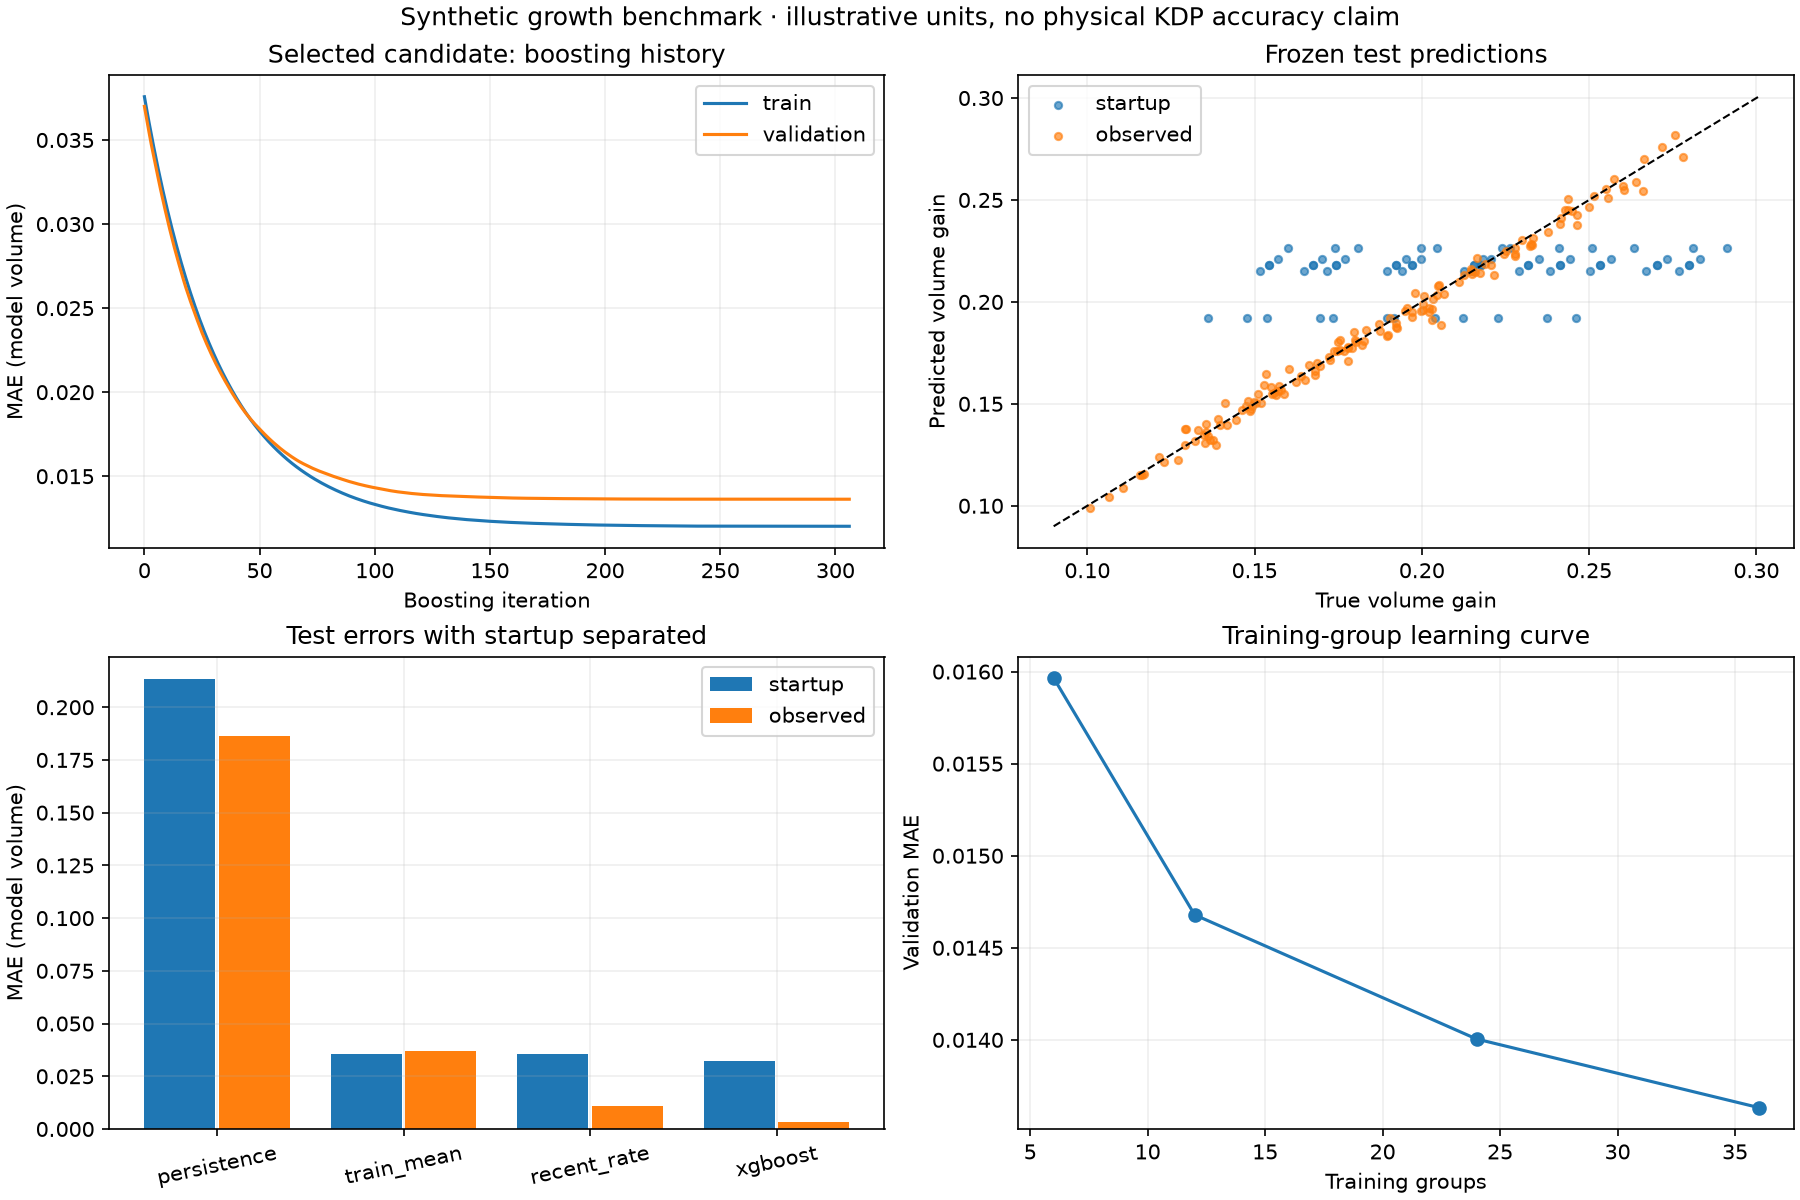 Synthetic growth benchmark · illustrative units, no physical KDP accuracy claim
Selected candidate: boosting history
train
validation
0.035
0.030
0.025
0.020
0.015
MAE (model volume)
0 50 100 150 200 250 300
Boosting iteration
Frozen test predictions
startup
observed
0.30
0.25
0.20
0.15
0.10
Predicted volume gain
0.10 0.15 0.20 0.25 0.30
True volume gain
Test errors with startup separated
startup
observed
0.200
0.175
0.150
0.125
0.100
0.075
0.050
0.025
0.000
MAE (model volume)
persistence train_mean recent_rate xgboost
Training-group learning curve
0.0160
0.0155
0.0150
0.0145
0.0140
Validation MAE
5 10 15 20 25 30 35
Training groups